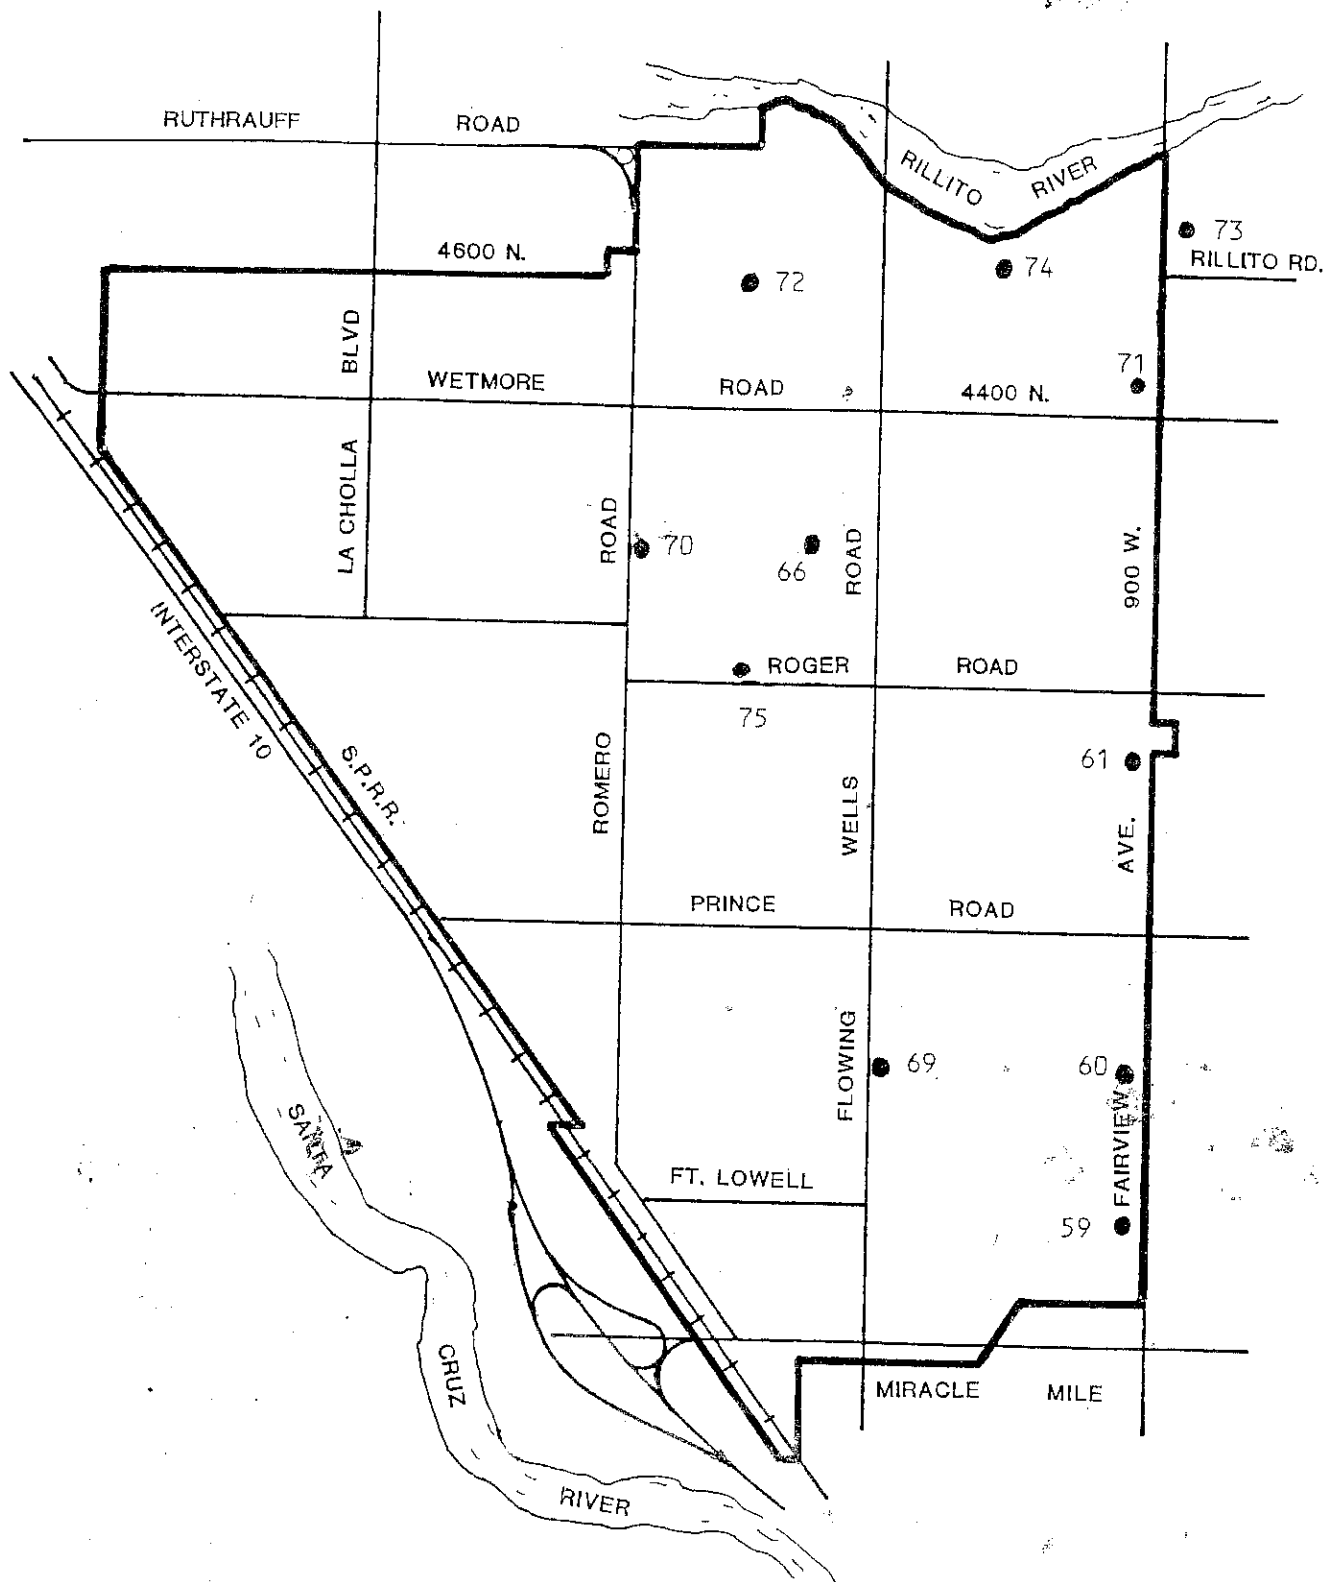 RUTHRAUFF ROAD
RILLITO RIVER
73
RILLITO RD.
4600 N.
72
74
BLVD
71
WETMORE ROAD 4400 N.
LA CHOLLA
ROAD
70
66
ROAD
900 W.
INTERSTATE 10
ROGER ROAD
75
S.P.R.R.
ROMERO
WELLS
61
AVE.
PRINCE ROAD
FLOWING
69
60
SANTA
FT. LOWELL
FAIRVIEW
59
CRUZ
MIRACLE MILE
RIVER